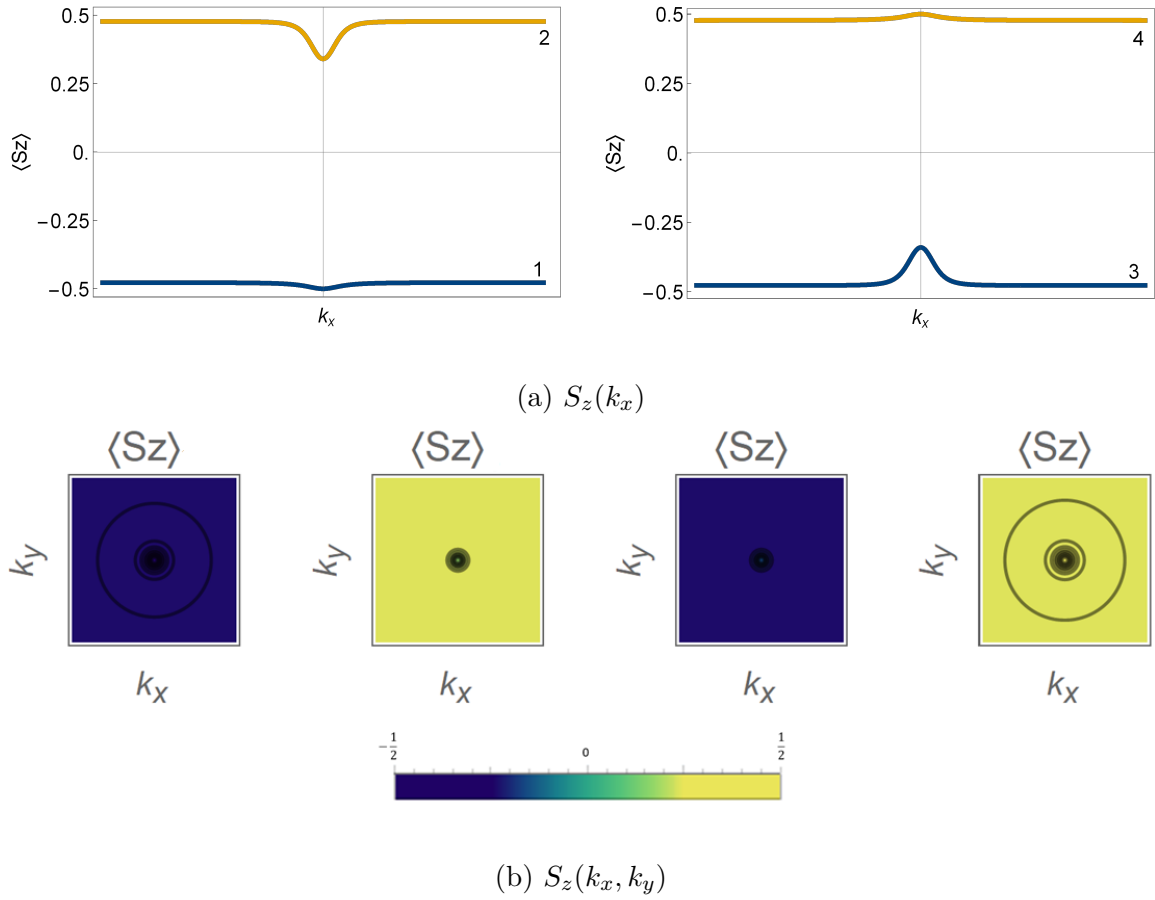 0.5
0.25
0.
−0.25
−0.5
⟨Sz⟩
2
1
kx
0.5
0.25
0.
−0.25
−0.5
⟨Sz⟩
4
3
kx
(a) Sz(kx)
⟨Sz⟩ ⟨Sz⟩ ⟨Sz⟩ ⟨Sz⟩
ky ky ky ky
kx kx kx kx
−1/2 0 1/2
(b) Sz(kx, ky)